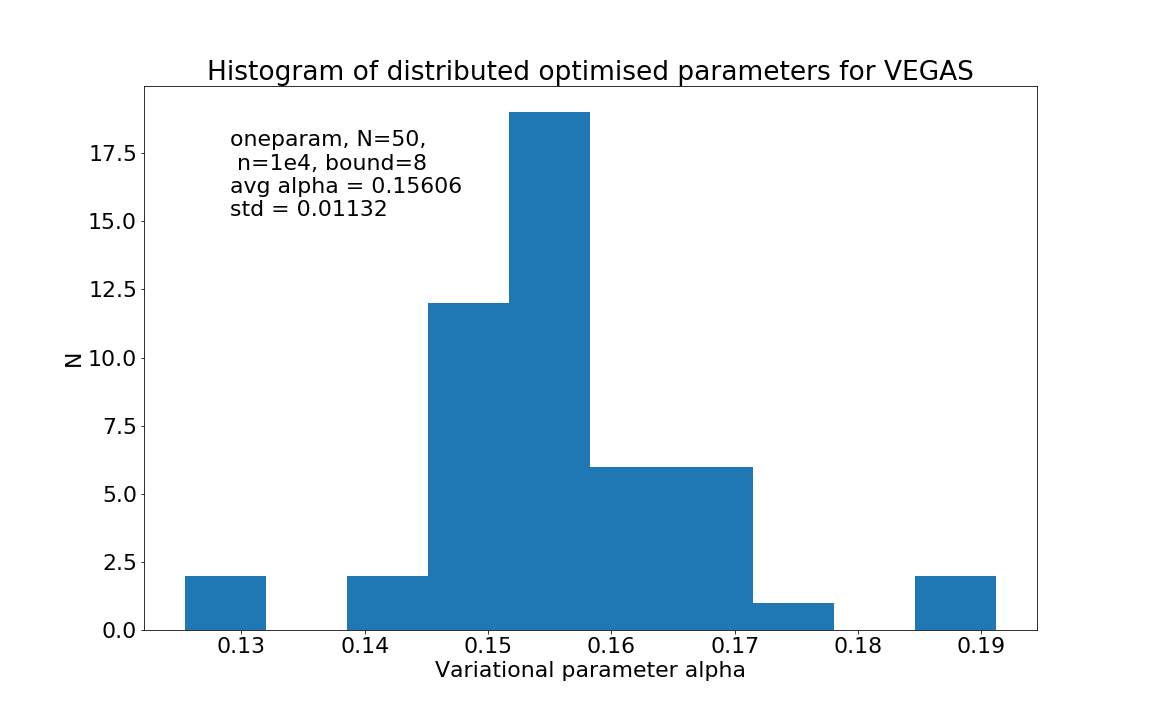 Histogram of distributed optimised parameters for VEGAS
oneparam, N=50,
n=1e4, bound=8
avg alpha = 0.15606
std = 0.01132
N
17.5
15.0
12.5
10.0
7.5
5.0
2.5
0.0
0.13 0.14 0.15 0.16 0.17 0.18 0.19
Variational parameter alpha